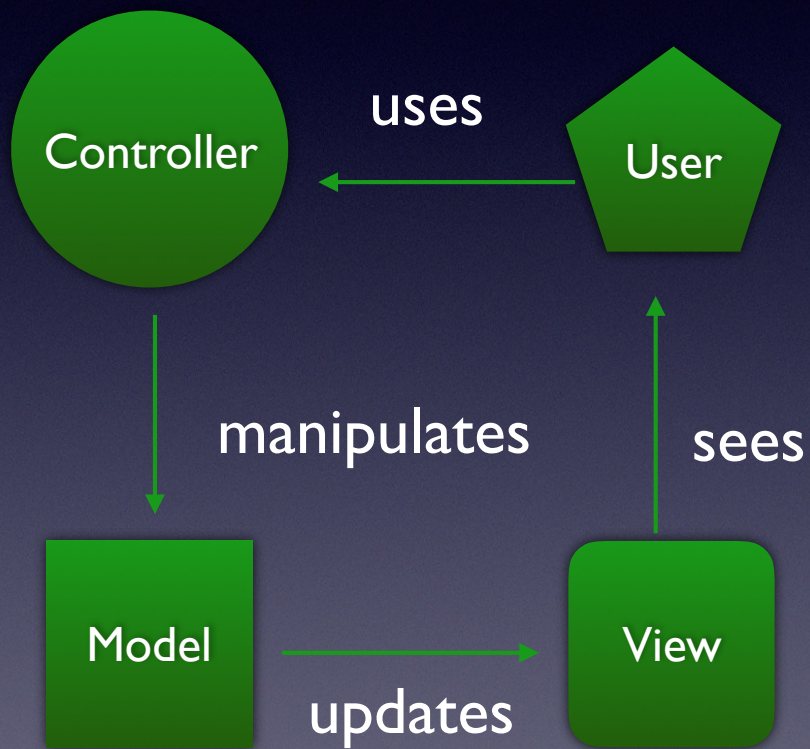 uses
Controller
User
manipulates
sees
Model
View
updates